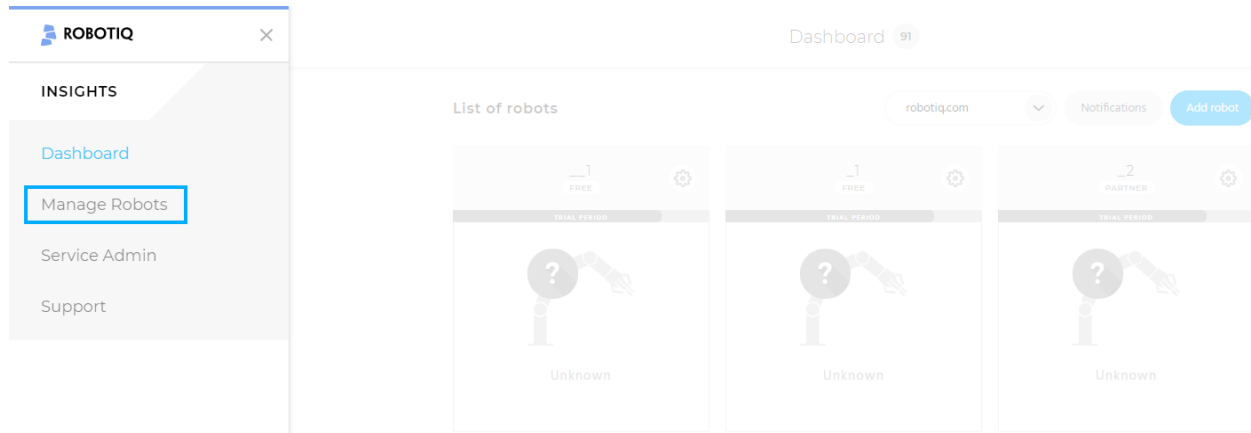 ROBOTIQ
INSIGHTS
Dashboard
Manage Robots
Service Admin
Support
Dashboard 91
List of robots
robotiq.com
Notifications
Add robot
__1
FREE
TRIAL PERIOD
?
Unknown
_1
FREE
TRIAL PERIOD
?
Unknown
_2
PARTNER
TRIAL PERIOD
?
Unknown